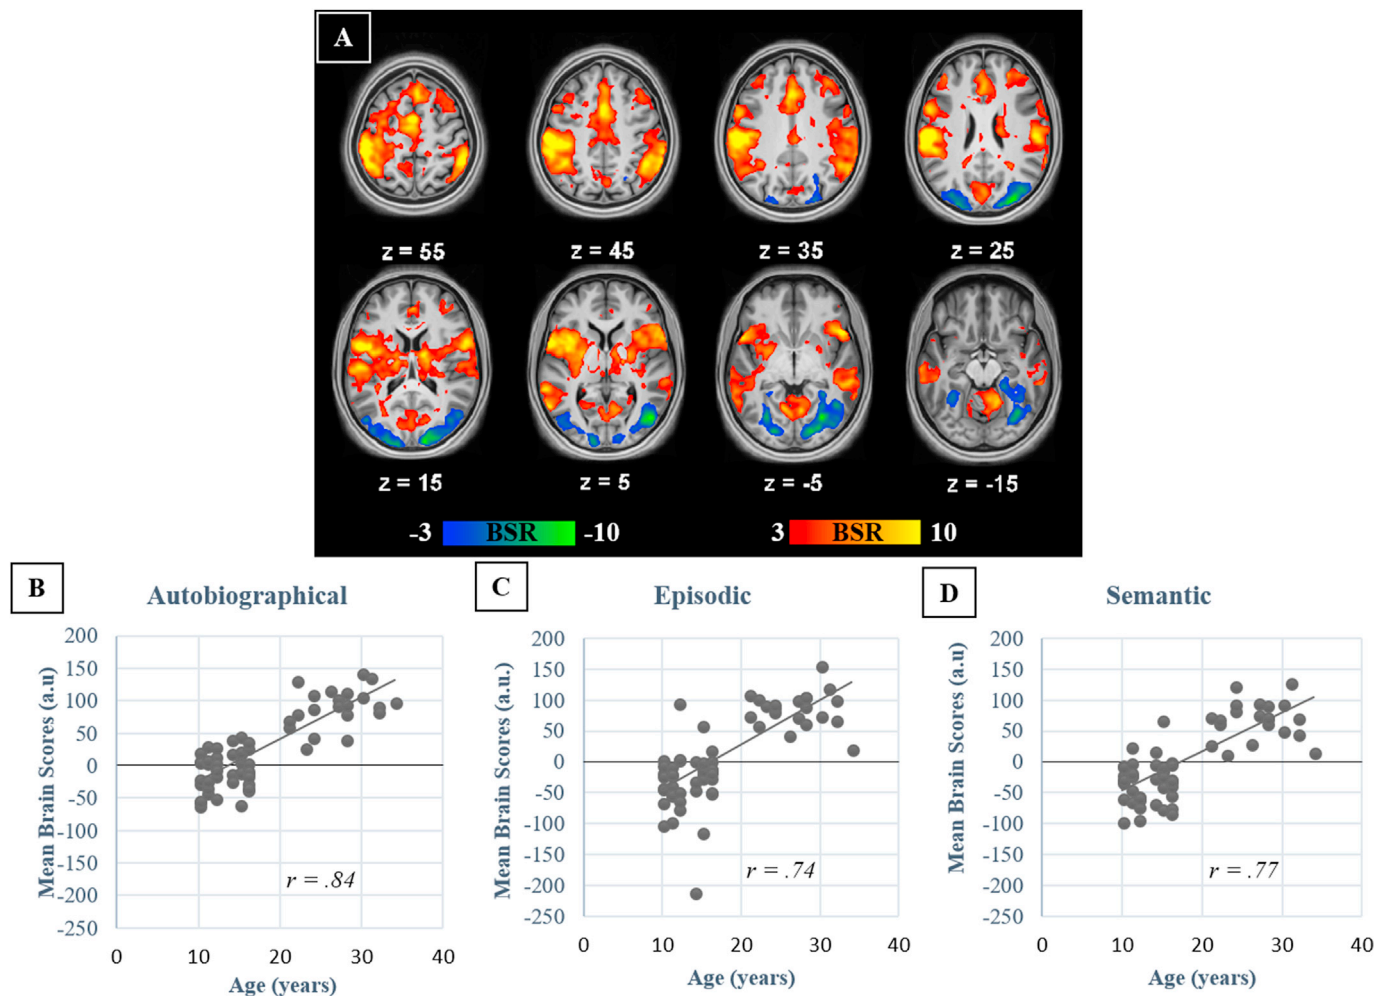 A
z = 55 z = 45 z = 35 z = 25
z = 15 z = 5 z = -5 z = -15
-3 BSR -10 3 BSR 10
B Autobiographical
Mean Brain Scores (a.u)
200
150
100
50
0
-50
-100
-150
-200
-250
r = .84
0 10 20 30 40
Age (years)
C Episodic
Mean Brain Scores (a.u.)
200
150
100
50
0
-50
-100
-150
-200
-250
r = .74
0 10 20 30 40
Age (years)
D Semantic
Mean Brain Scores (a.u)
200
150
100
50
0
-50
-100
-150
-200
-250
r = .77
0 10 20 30 40
Age (years)